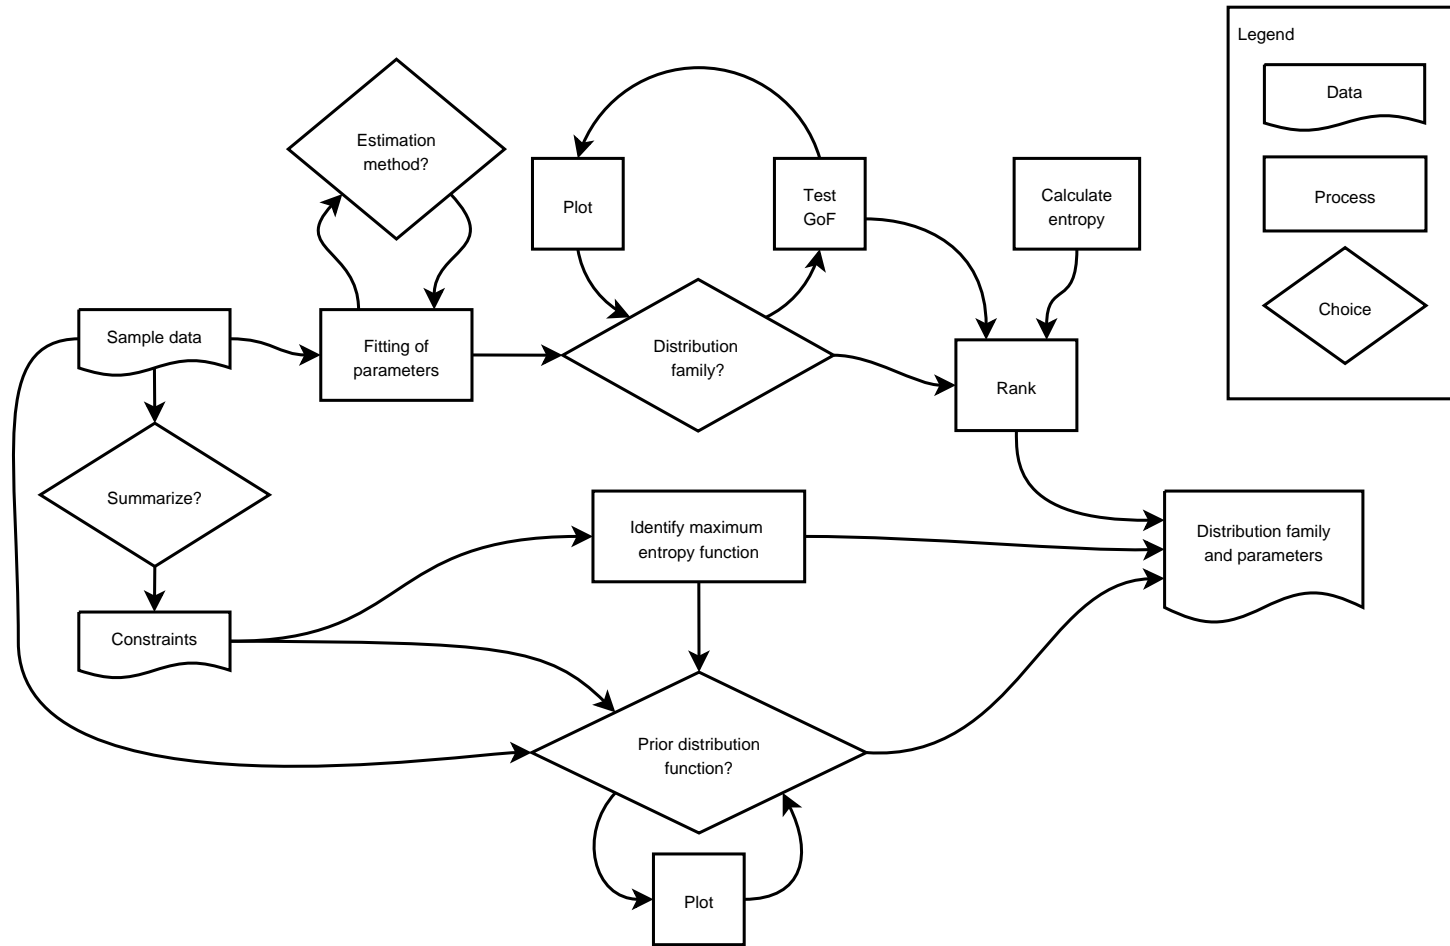 Legend
Data
Process
Choice
Estimation
method?
Plot
Test
GoF
Calculate
entropy
Sample data
Fitting of
parameters
Distribution
family?
Rank
Summarize?
Identify maximum
entropy function
Distribution family
and parameters
Constraints
Prior distribution
function?
Plot